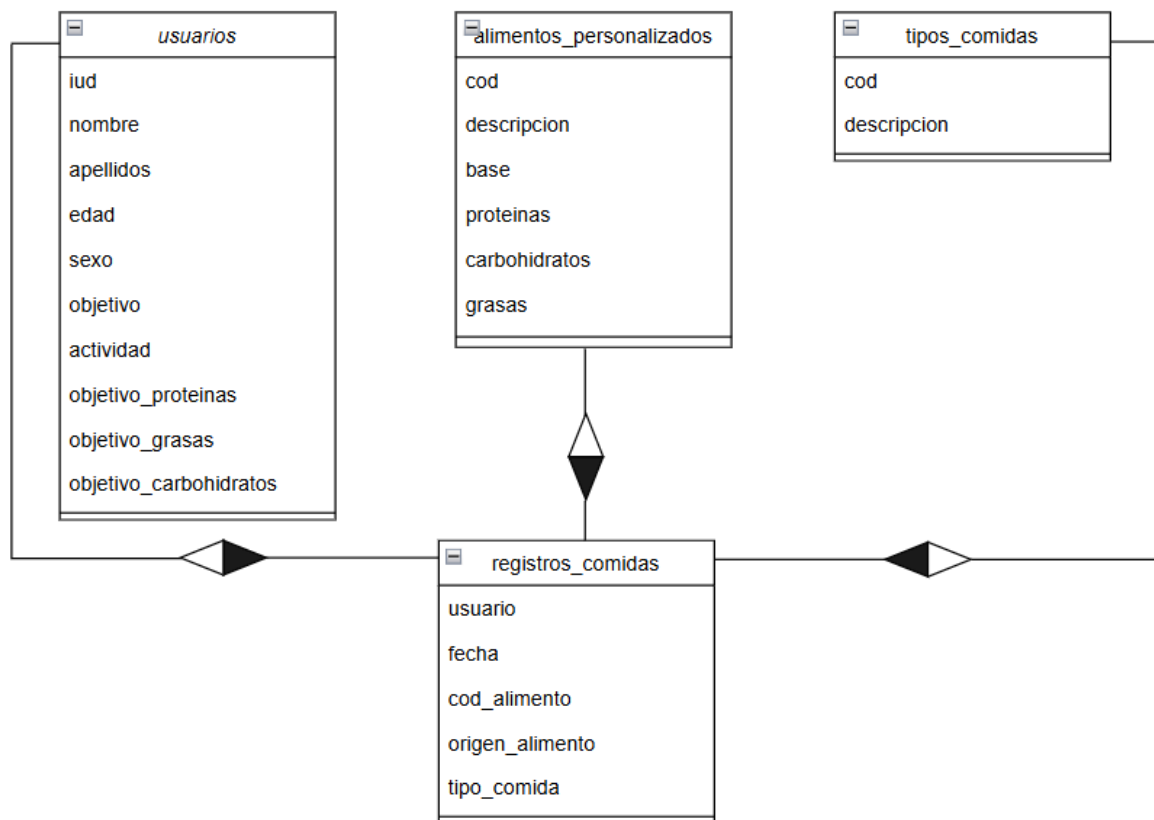 usuarios
iud
nombre
apellidos
edad
sexo
objetivo
actividad
objetivo_proteinas
objetivo_grasas
objetivo_carbohidratos
alimentos_personalizados
cod
descripcion
base
proteinas
carbohidratos
grasas
tipos_comidas
cod
descripcion
registros_comidas
usuario
fecha
cod_alimento
origen_alimento
tipo_comida